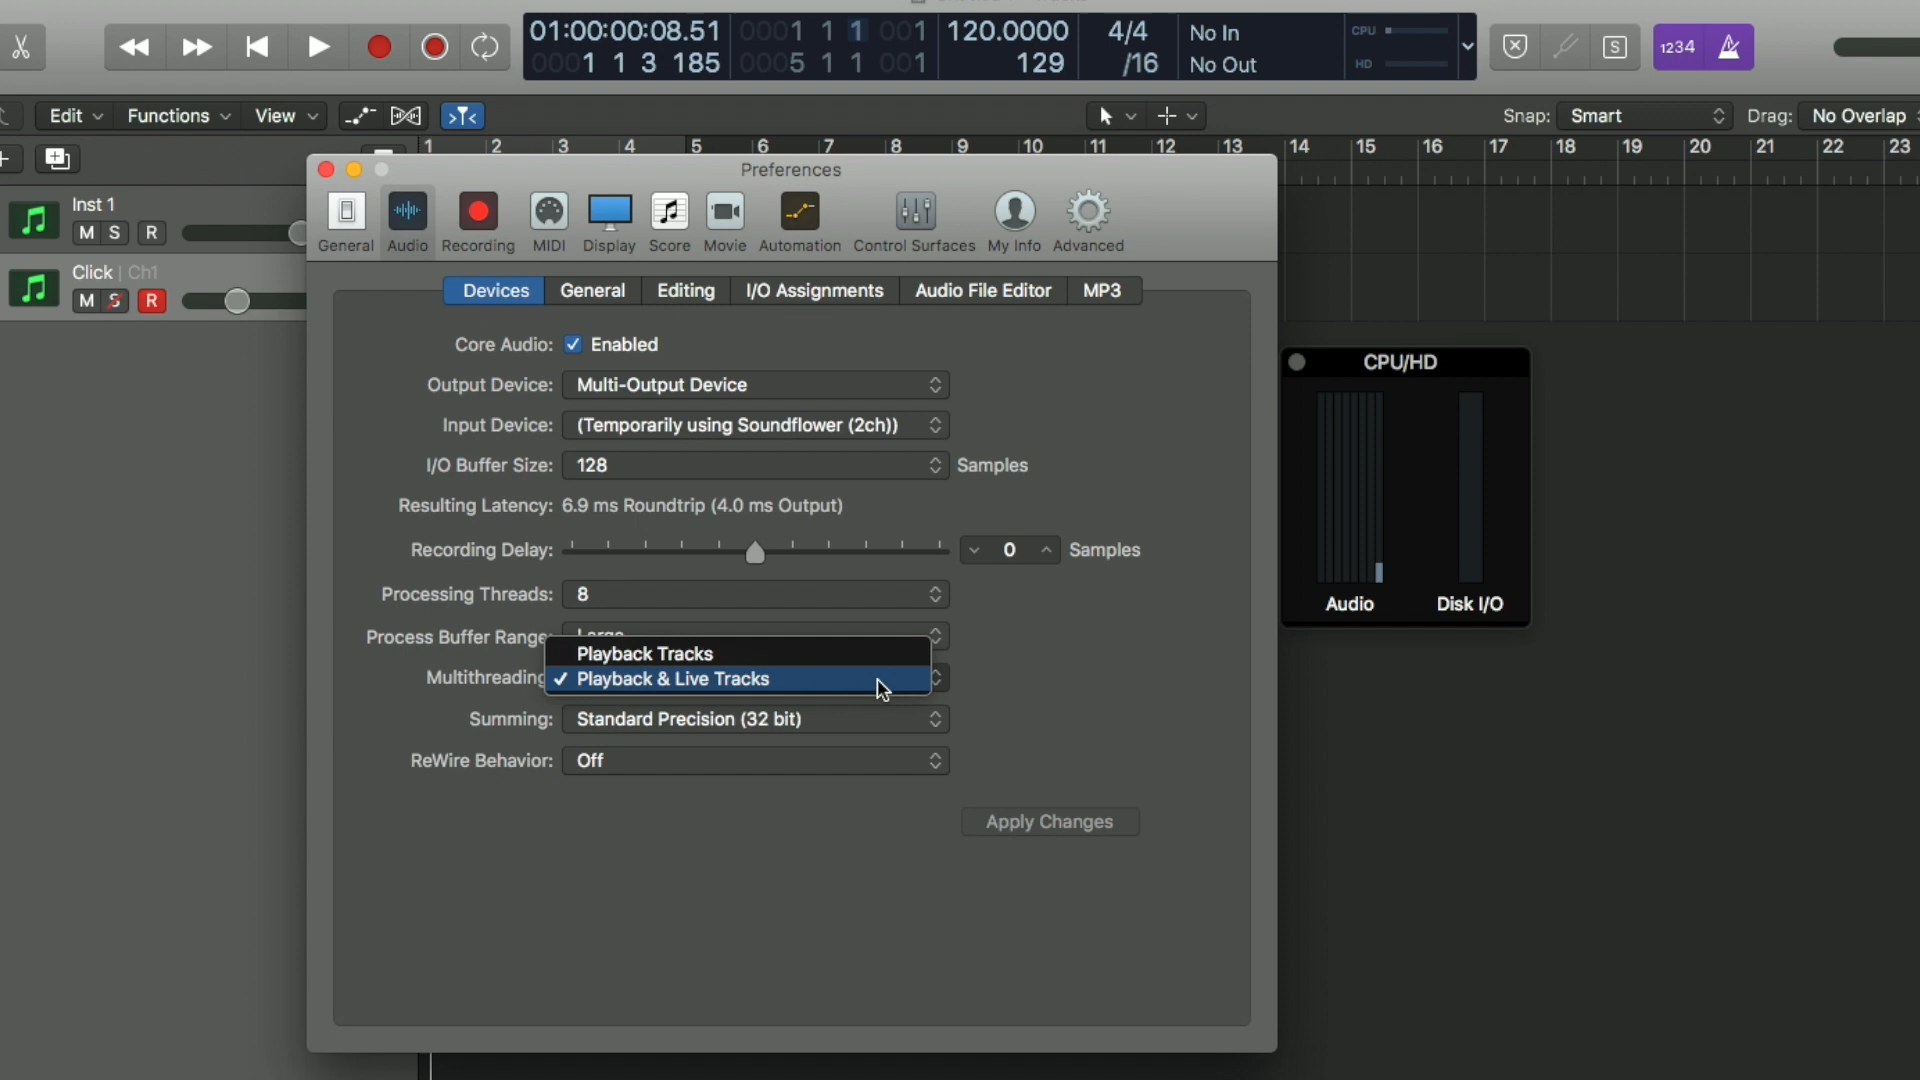 01:00:00:08.51 0001 1 1 001 120.0000 4/4 No In CPU
0001 1 3 185 0005 1 1 001 129 /16 No Out HD
S 1234
Edit Functions View Snap: Smart Drag: No Overlap
1 2 3 4 5 6 7 8 9 10 11 12 13 14 15 16 17 18 19 20 21 22 23
Preferences
Inst 1
M S R
Click | Ch1
M S R
General Audio Recording MIDI Display Score Movie Automation Control Surfaces My Info Advanced
Devices General Editing I/O Assignments Audio File Editor MP3
Core Audio: Enabled
Output Device: Multi-Output Device
Input Device: (Temporarily using Soundflower (2ch))
I/O Buffer Size: 128 Samples
Resulting Latency: 6.9 ms Roundtrip (4.0 ms Output)
Recording Delay: 0 Samples
Processing Threads: 8
Process Buffer Range: Large
Playback Tracks
Multithreading ✓ Playback & Live Tracks
Summing: Standard Precision (32 bit)
ReWire Behavior: Off
Apply Changes
CPU/HD
Audio Disk I/O